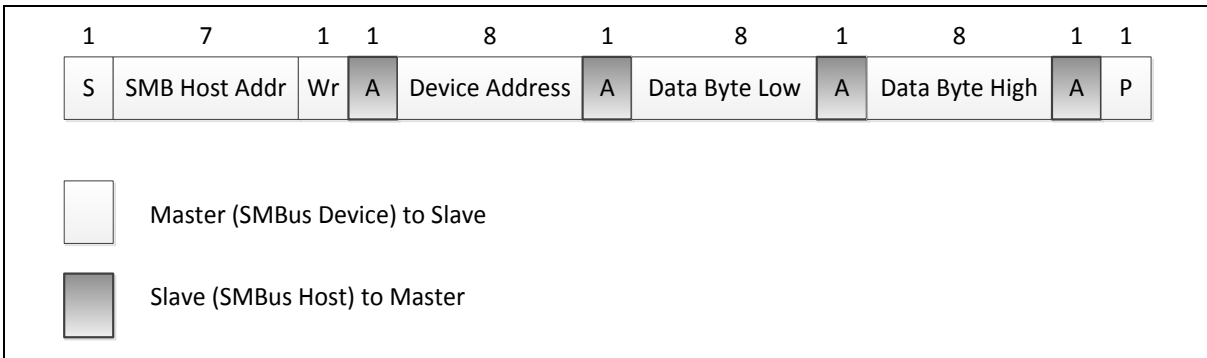 1 7 1 1 8 1 8 1 8 1 1
S SMB Host Addr Wr A Device Address A Data Byte Low A Data Byte High A P
Master (SMBus Device) to Slave
Slave (SMBus Host) to Master